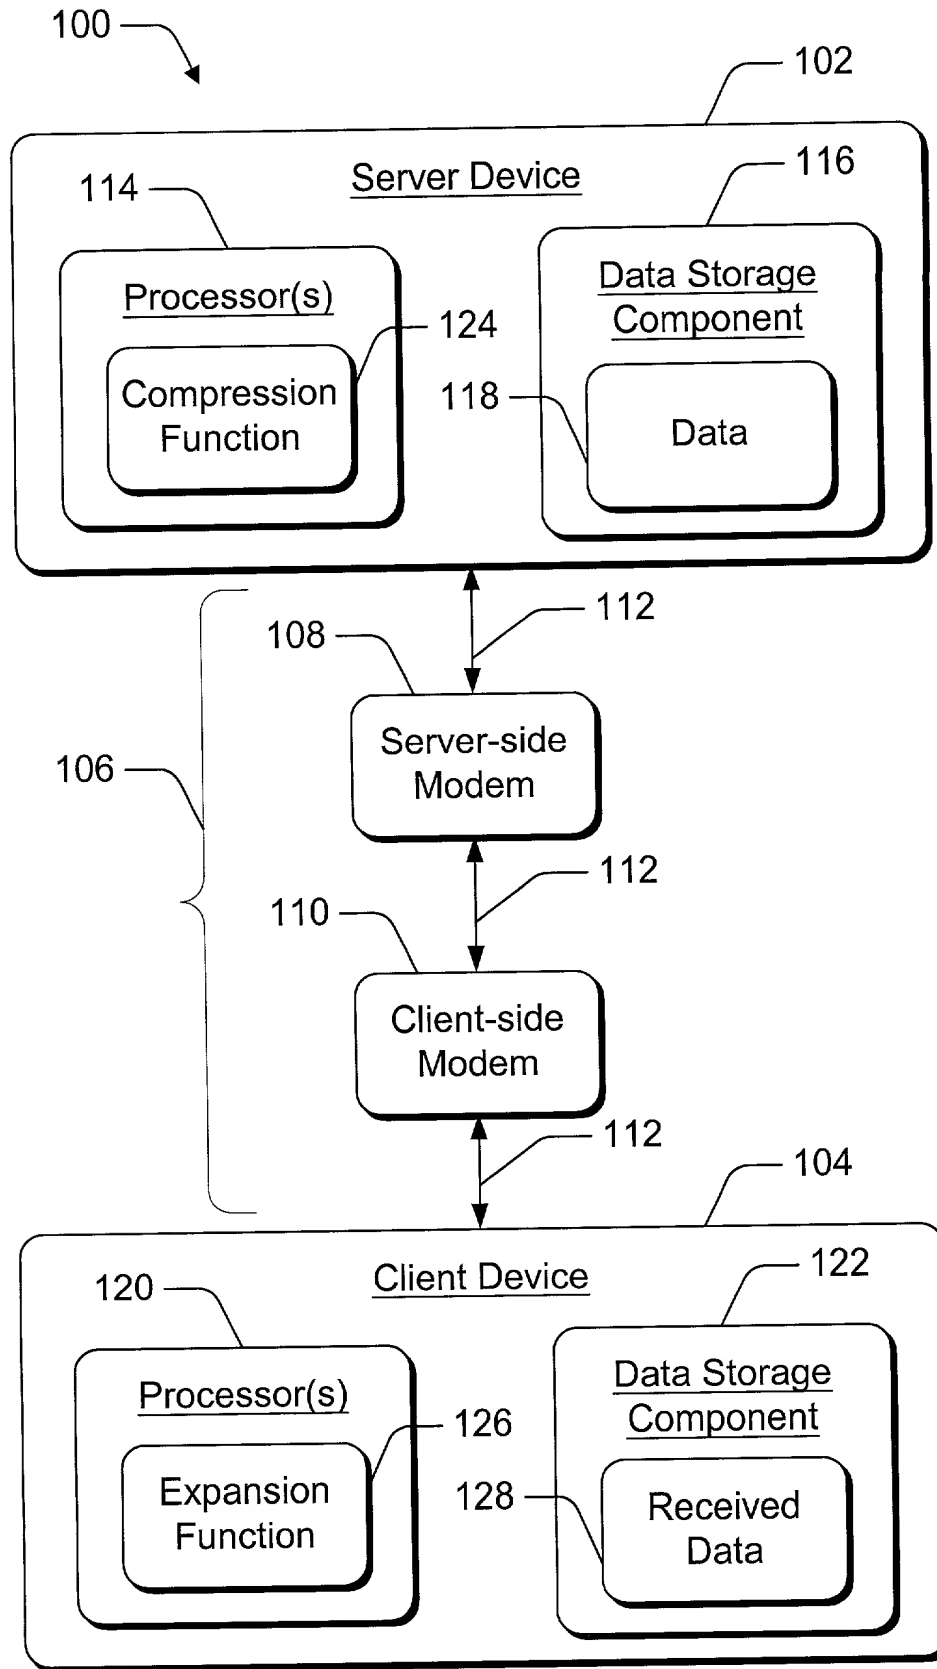 100
102
Server Device
114
116
Processor(s)
Data Storage
Component
124
Compression
Function
118
Data
112
108
Server-side
Modem
106
112
110
Client-side
Modem
112
104
Client Device
120
122
Processor(s)
Data Storage
Component
126
Expansion
Function
128
Received
Data